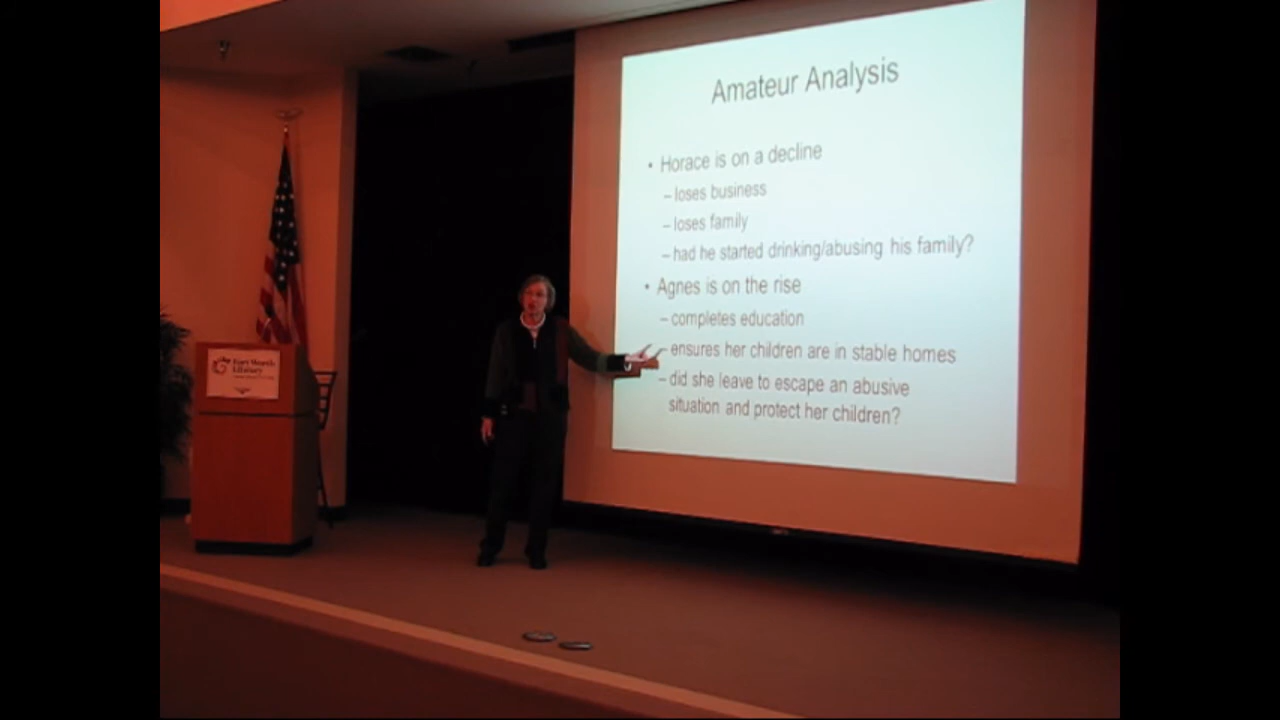 Amateur Analysis
• Horace is on a decline
– loses business
– loses family
– had he started drinking/abusing his family?
• Agnes is on the rise
– completes education
– ensures her children are in stable homes
– did she leave to escape an abusive
situation and protect her children?
Fort Worth
Library